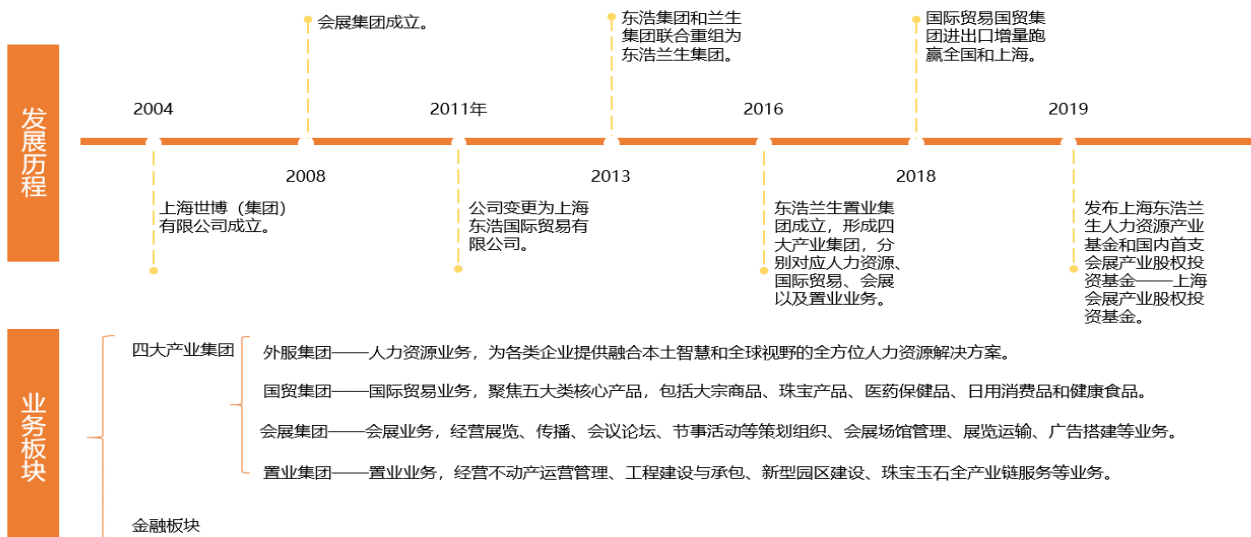 发展历程
会展集团成立。
东浩集团和兰生
集团联合重组为
东浩兰生集团。
国际贸易国贸集
团进出口增量跑
赢全国和上海。
2004
2011年
2016
2019
2008
2013
2018
上海世博（集团）
有限公司成立。
公司变更为上海
东浩国际贸易有
限公司。
东浩兰生置业集
团成立，形成四
大产业集团，分
别对应人力资源、
国际贸易、会展
以及置业业务。
发布上海东浩兰
生人力资源产业
基金和国内首支
会展产业股权投
资基金——上海
会展产业股权投
资基金。
业务板块
四大产业集团
外服集团——人力资源业务，为各类企业提供融合本土智慧和全球视野的全方位人力资源解决方案。
国贸集团——国际贸易业务，聚焦五大类核心产品，包括大宗商品、珠宝产品、医药保健品、日用消费品和健康食品。
会展集团——会展业务，经营展览、传播、会议论坛、节事活动等策划组织、会展场馆管理、展览运输、广告搭建等业务。
置业集团——置业业务，经营不动产运营管理、工程建设与承包、新型园区建设、珠宝玉石全产业链服务等业务。
金融板块